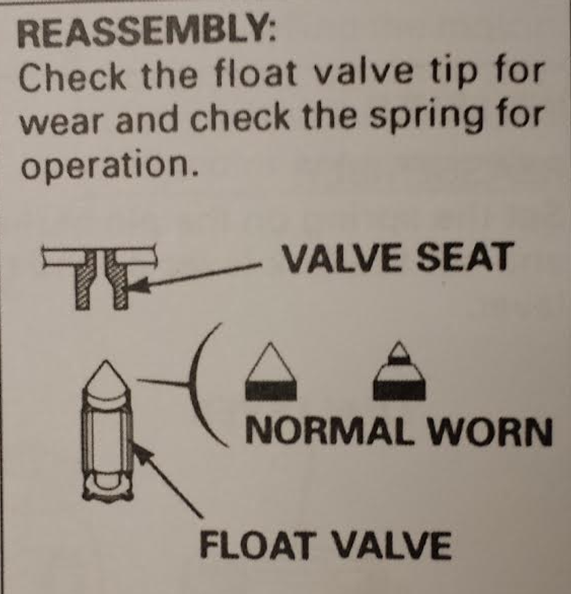 REASSEMBLY:
Check the float valve tip for
wear and check the spring for
operation.
VALVE SEAT
NORMAL WORN
FLOAT VALVE